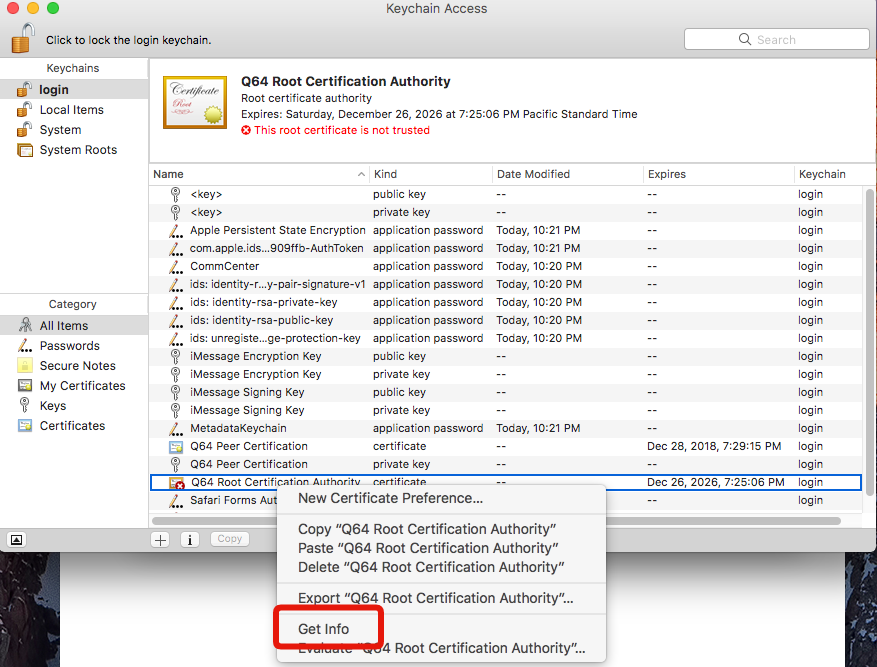 Keychain Access
Click to lock the login keychain.
Search
Keychains
login
Local Items
System
System Roots
Certificate
Root
Q64 Root Certification Authority
Root certificate authority
Expires: Saturday, December 26, 2026 at 7:25:06 PM Pacific Standard Time
This root certificate is not trusted
Name Kind Date Modified Expires Keychain
<key> public key -- -- login
<key> private key -- -- login
Apple Persistent State Encryption application password Today, 10:21 PM -- login
com.apple.ids...909ffb-AuthToken application password Today, 10:21 PM -- login
CommCenter application password Today, 10:20 PM -- login
ids: identity-r...y-pair-signature-v1 application password Today, 10:20 PM -- login
ids: identity-rsa-private-key application password Today, 10:20 PM -- login
ids: identity-rsa-public-key application password Today, 10:20 PM -- login
ids: unregiste...ge-protection-key application password Today, 10:20 PM -- login
iMessage Encryption Key public key -- -- login
iMessage Encryption Key private key -- -- login
iMessage Signing Key public key -- -- login
iMessage Signing Key private key -- -- login
MetadataKeychain application password Today, 10:21 PM -- login
Q64 Peer Certification certificate -- Dec 28, 2018, 7:29:15 PM login
Q64 Peer Certification private key -- -- login
Q64 Root Certification Authority certificate -- Dec 26, 2026, 7:25:06 PM login
Safari Forms Aut -- login
Category
All Items
Passwords
Secure Notes
My Certificates
Keys
Certificates
Copy
New Certificate Preference...
Copy “Q64 Root Certification Authority”
Paste “Q64 Root Certification Authority”
Delete “Q64 Root Certification Authority”
Export “Q64 Root Certification Authority”...
Get Info
Evaluate “Q64 Root Certification Authority”...